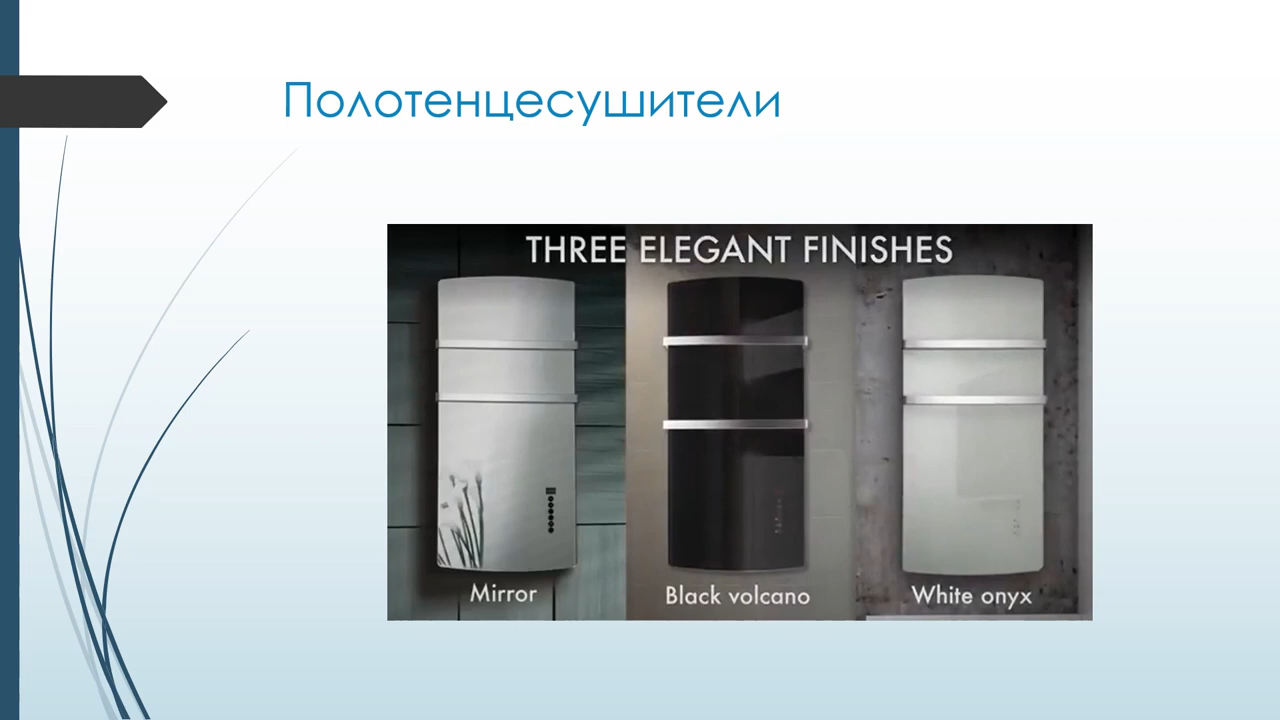 Полотенцесушители
THREE ELEGANT FINISHES
Mirror
Black volcano
White onyx